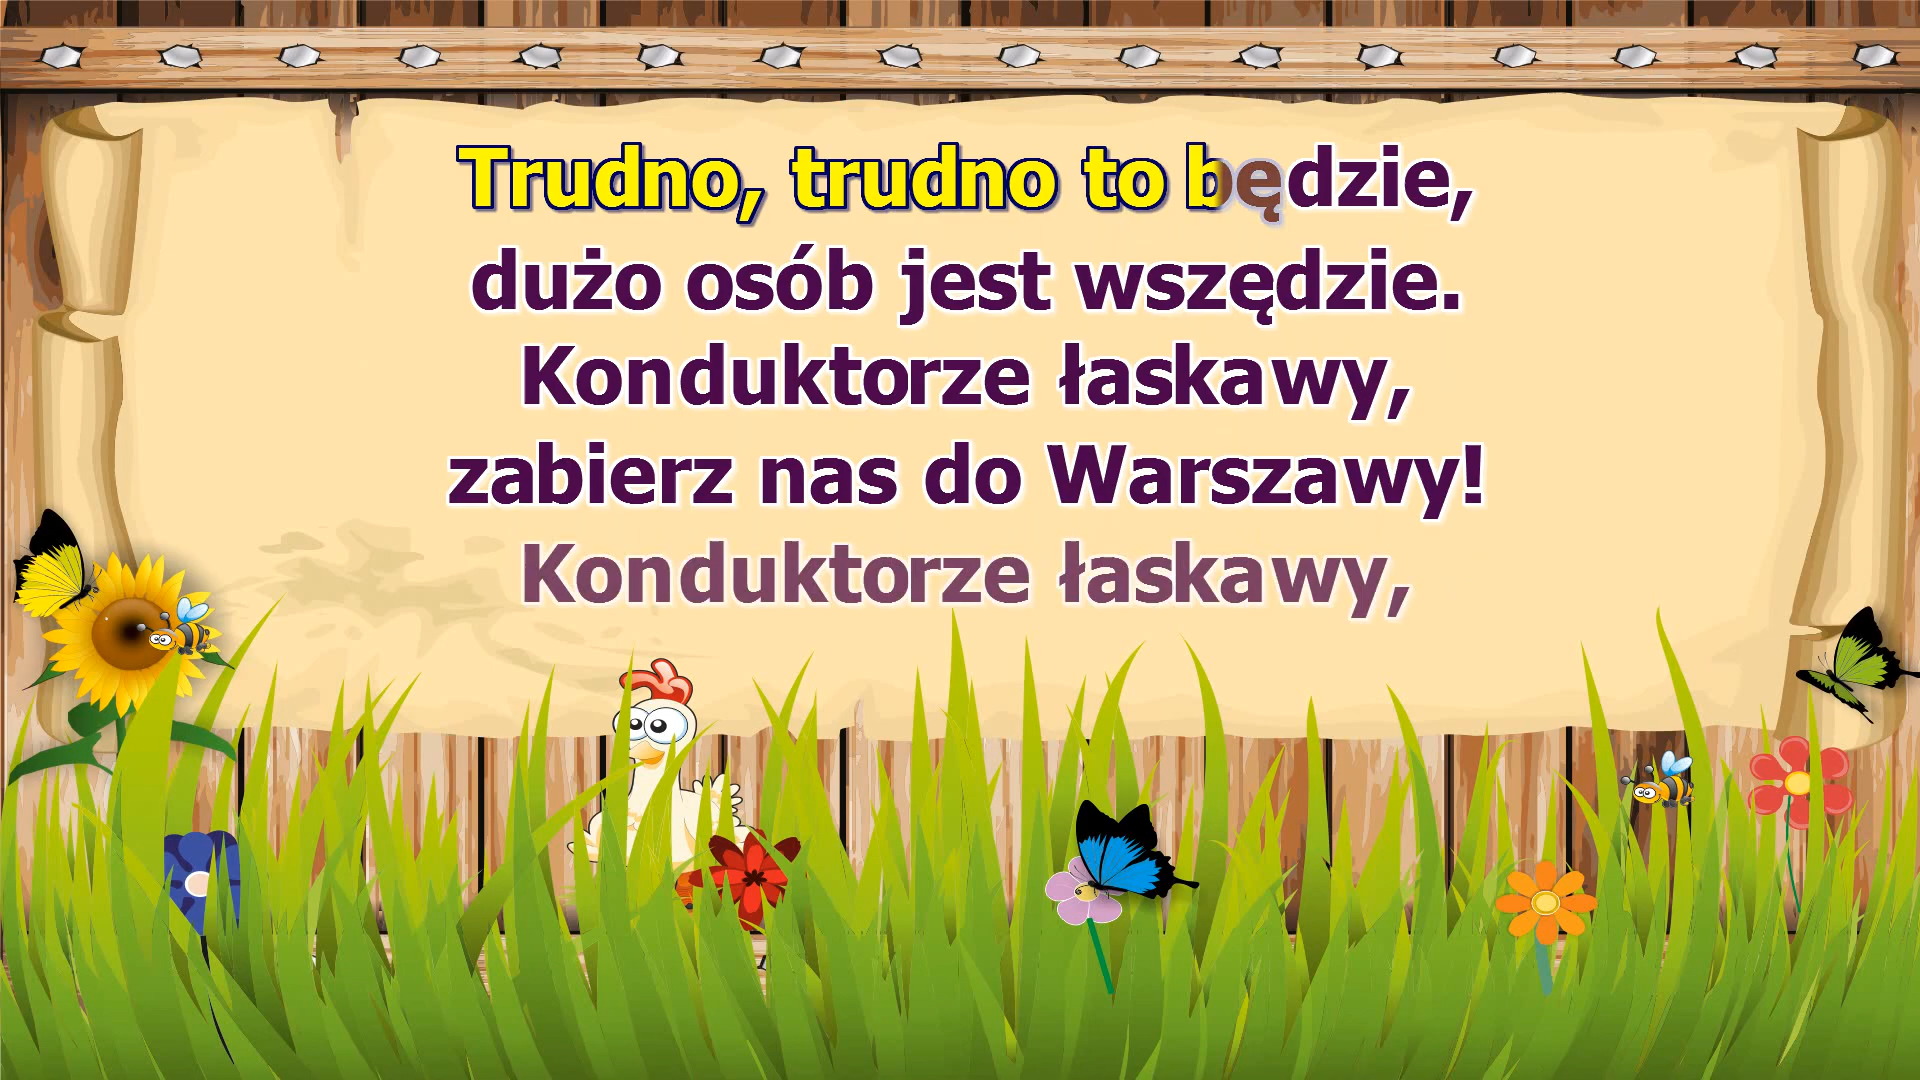 Trudno, trudno to będzie,
dużo osób jest wszędzie.
Konduktorze łaskawy,
zabierz nas do Warszawy!
Konduktorze łaskawy,